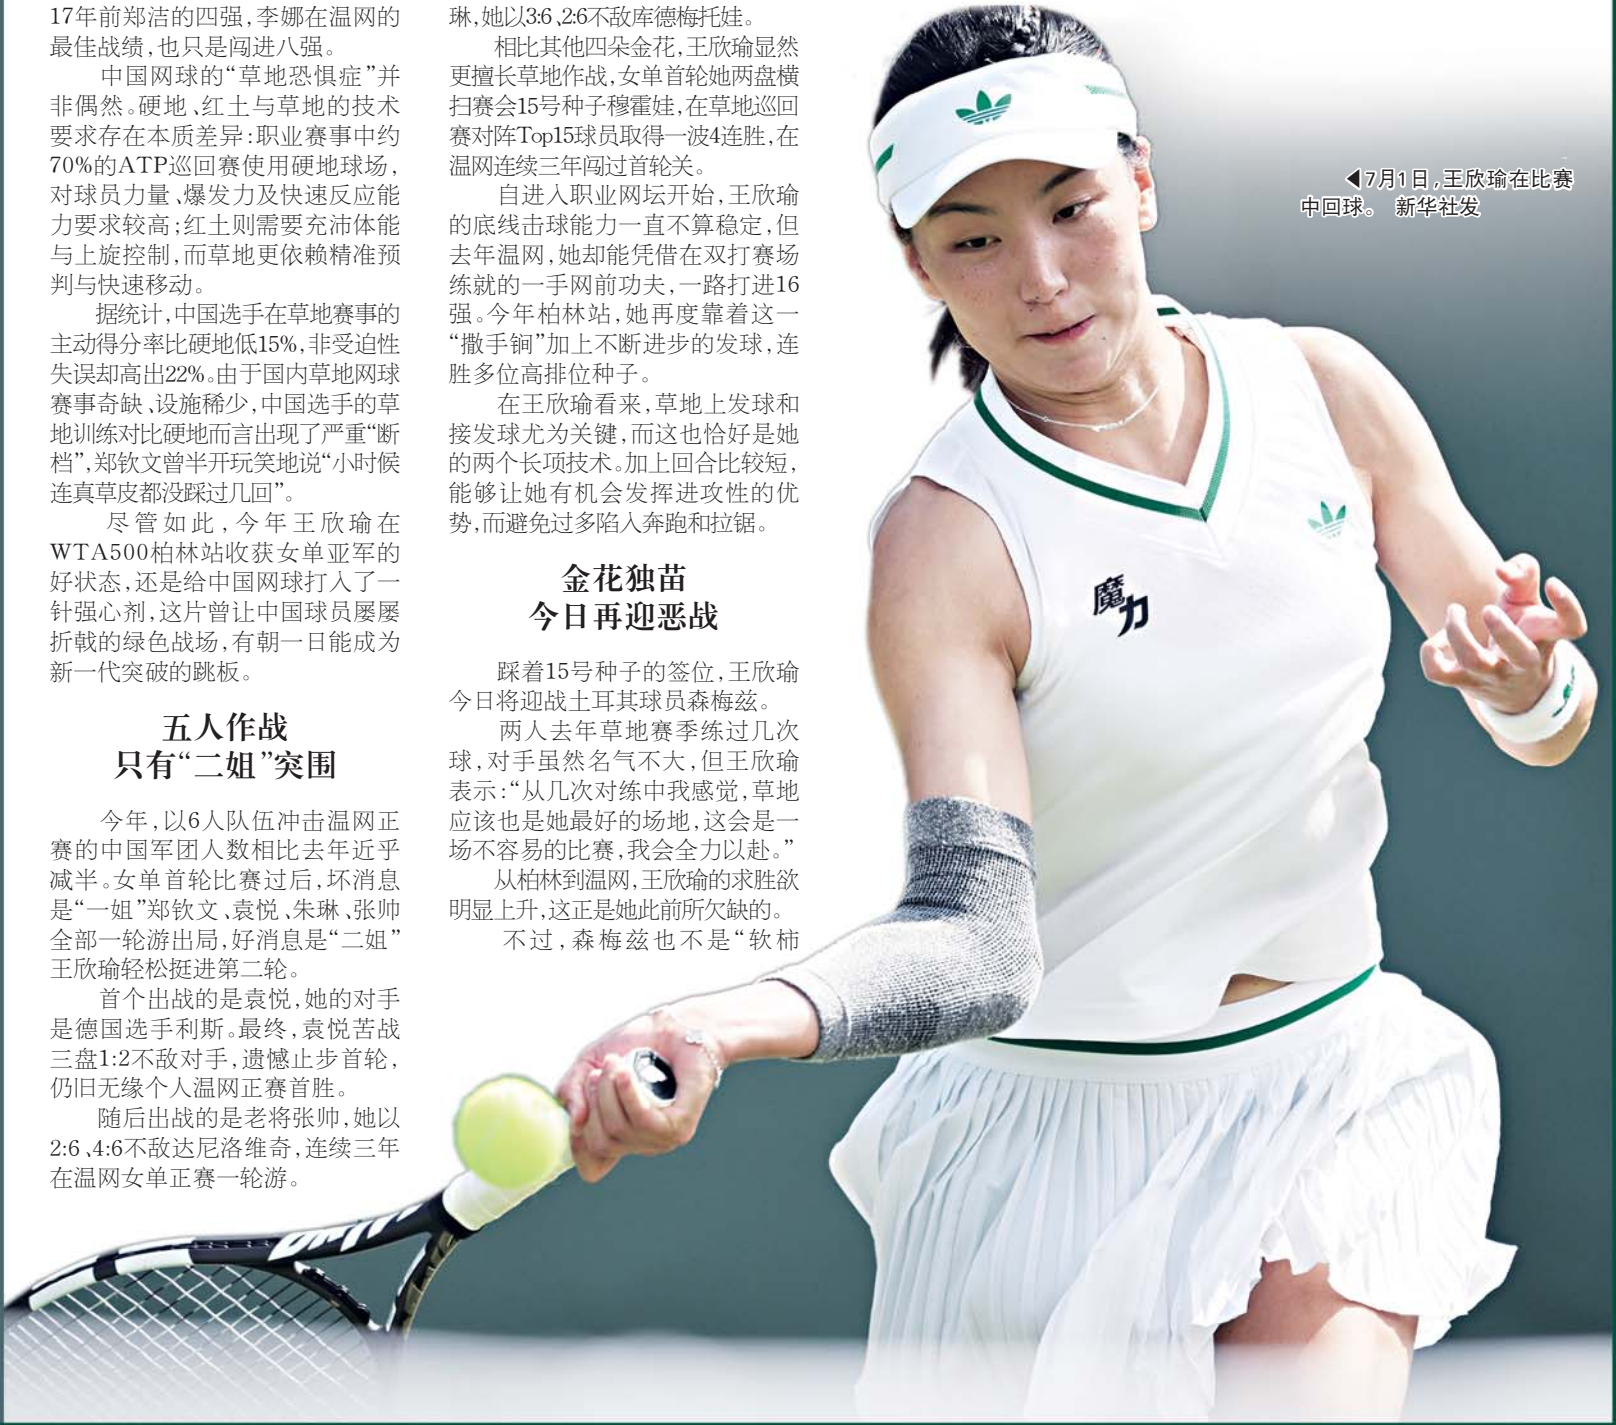 17年前郑洁的四强,李娜在温网的
最佳战绩,也只是闯进八强。
中国网球的“草地恐惧症”并
非偶然。硬地、红土与草地的技术
要求存在本质差异:职业赛事中约
70%的ATP巡回赛使用硬地球场,
对球员力量、爆发力及快速反应能
力要求较高;红土则需要充沛体能
与上旋控制,而草地更依赖精准预
判与快速移动。
据统计,中国选手在草地赛事的
主动得分率比硬地低15%,非受迫性
失误却高出22%。由于国内草地网球
赛事奇缺、设施稀少,中国选手的草
地训练对比硬地而言出现了严重“断
档”,郑钦文曾半开玩笑地说“小时候
连真草皮都没踩过几回”。
尽管如此,今年王欣瑜在
WTA500柏林站收获女单亚军的
好状态,还是给中国网球打入了一
针强心剂,这片曾让中国球员屡屡
折戟的绿色战场,有朝一日能成为
新一代突破的跳板。
五人作战
只有“二姐”突围
今年,以6人队伍冲击温网正
赛的中国军团人数相比去年近乎
减半。女单首轮比赛过后,坏消息
是“一姐”郑钦文、袁悦、朱琳、张帅
全部一轮游出局,好消息是“二姐”
王欣瑜轻松挺进第二轮。
首个出战的是袁悦,她的对手
是德国选手利斯。最终,袁悦苦战
三盘1:2不敌对手,遗憾止步首轮,
仍旧无缘个人温网正赛首胜。
随后出战的是老将张帅,她以
2:6、4:6不敌达尼洛维奇,连续三年
在温网女单正赛一轮游。
琳,她以3:6、2:6不敌库德梅托娃。
相比其他四朵金花,王欣瑜显然
更擅长草地作战,女单首轮她两盘横
扫赛会15号种子穆霍娃,在草地巡回
赛对阵Top15球员取得一波4连胜,在
温网连续三年闯过首轮关。
自进入职业网坛开始,王欣瑜
的底线击球能力一直不算稳定,但
去年温网,她却能凭借在双打赛场
练就的一手网前功夫,一路打进16
强。今年柏林站,她再度靠着这一
“撒手锏”加上不断进步的发球,连
胜多位高排位种子。
在王欣瑜看来,草地上发球和
接发球尤为关键,而这也恰好是她
的两个长项技术。加上回合比较短,
能够让她有机会发挥进攻性的优
势,而避免过多陷入奔跑和拉锯。
金花独苗
今日再迎恶战
踩着15号种子的签位,王欣瑜
今日将迎战土耳其球员森梅兹。
两人去年草地赛季练过几次
球,对手虽然名气不大,但王欣瑜
表示:“从几次对练中我感觉,草地
应该也是她最好的场地,这会是一
场不容易的比赛,我会全力以赴。”
从柏林到温网,王欣瑜的求胜欲
明显上升,这正是她此前所欠缺的。
不过,森梅兹也不是“软柿
◀7月1日,王欣瑜在比赛
中回球。 新华社发
魔
力